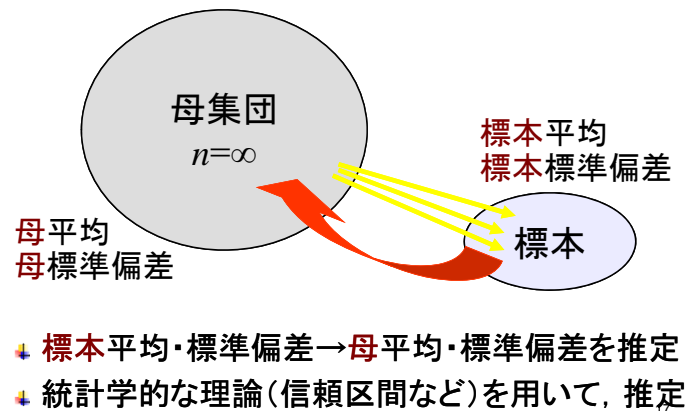 母集団
n=∞
標本平均
標本標準偏差
母平均
母標準偏差
標本
標本平均・標準偏差→母平均・標準偏差を推定
統計学的な理論（信頼区間など）を用いて，推定